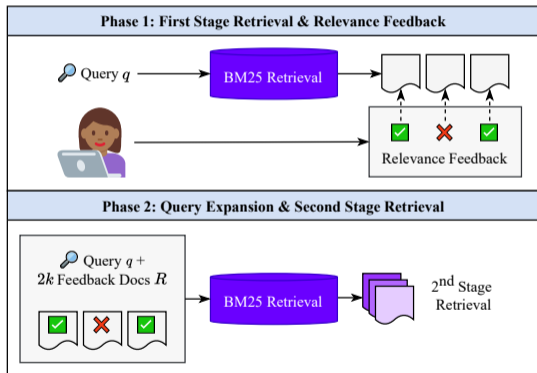 Phase 1: First Stage Retrieval & Relevance Feedback
Query q
BM25 Retrieval
Relevance Feedback
Phase 2: Query Expansion & Second Stage Retrieval
Query q +
2k Feedback Docs R
BM25 Retrieval
2nd Stage
Retrieval